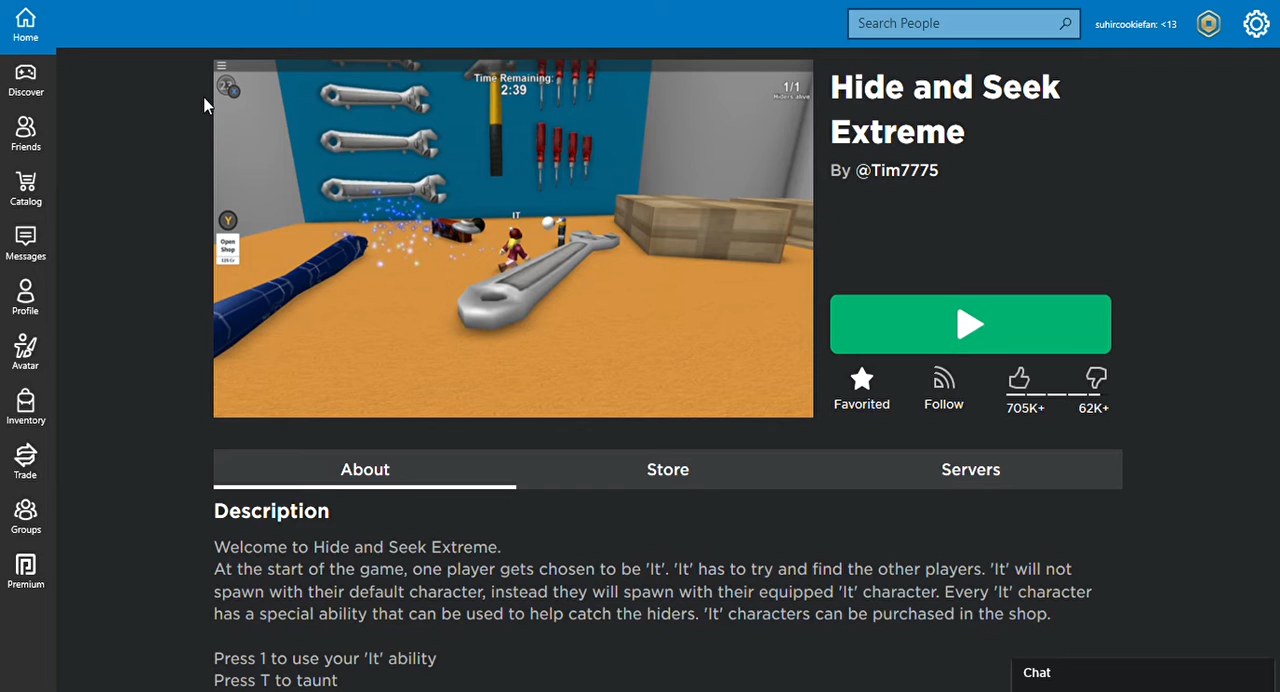 Home
Search People
suhircookiefan: <13
Discover
Friends
Catalog
Messages
Profile
Avatar
Inventory
Trade
Groups
Premium
Time Remaining:
2:39
1/1
Hiders alive
IT
Y
Open
Shop
Hide and Seek
Extreme
By @Tim7775
Favorited
Follow
705K+
62K+
About
Store
Servers
Description
Welcome to Hide and Seek Extreme.
At the start of the game, one player gets chosen to be 'It'. 'It' has to try and find the other players. 'It' will not
spawn with their default character, instead they will spawn with their equipped 'It' character. Every 'It' character
has a special ability that can be used to help catch the hiders. 'It' characters can be purchased in the shop.
Press 1 to use your 'It' ability
Press T to taunt
Chat